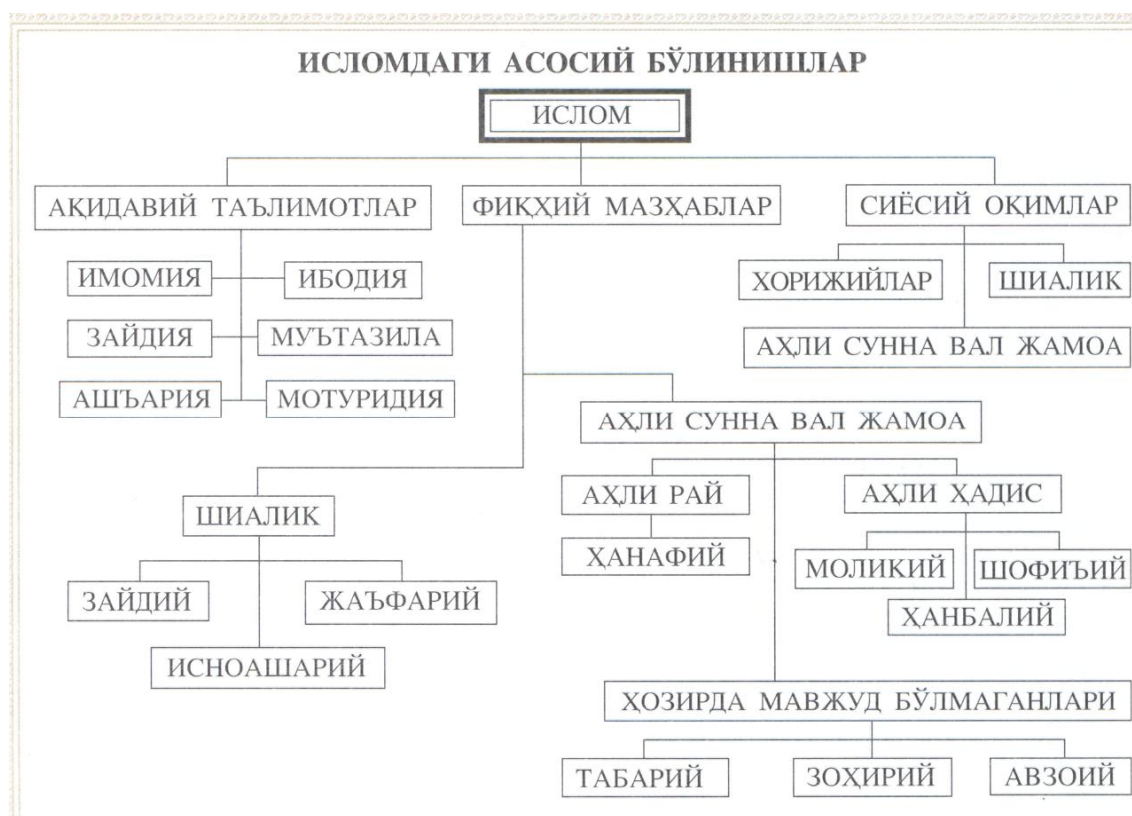 ИСЛОМДАГИ АСОСИЙ БЎЛИНИШЛАР
ИСЛОМ
АҚИДАВИЙ ТАЪЛИМОТЛАР
ФИҚҲИЙ МАЗҲАБЛАР
СИЁСИЙ ОҚИМЛАР
ИМОМИЯ
ИБОДИЯ
ЗАЙДИЯ
МУЪТАЗИЛА
АШЪАРИЯ
МОТУРИДИЯ
ХОРИЖИЙЛАР
ШИАЛИК
АҲЛИ СУННА ВАЛ ЖАМОА
АҲЛИ СУННА ВАЛ ЖАМОА
АҲЛИ РАЙ
АҲЛИ ҲАДИС
ҲАНАФИЙ
МОЛИКИЙ
ШОФИЪИЙ
ҲАНБАЛИЙ
ШИАЛИК
ЗАЙДИЙ
ЖАЪФАРИЙ
ИСНОАШАРИЙ
ҲОЗИРДА МАВЖУД БЎЛМАГАНЛАРИ
ТАБАРИЙ
ЗОҲИРИЙ
АВЗОИЙ